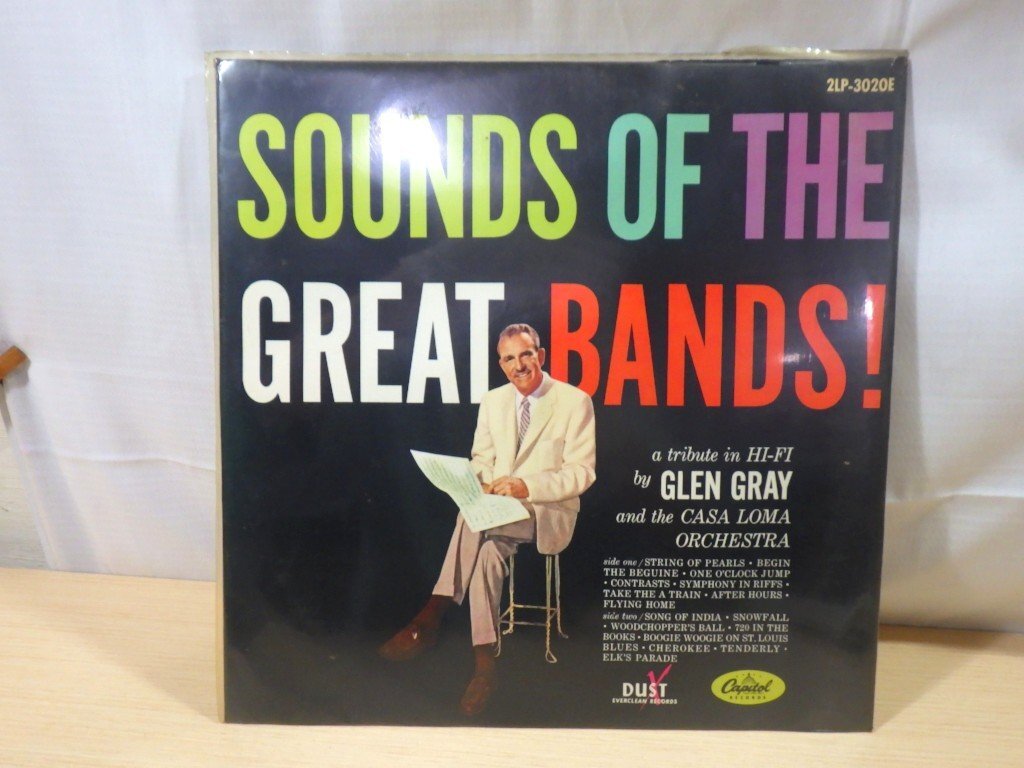 2LP-3020E
SOUNDS OF THE
GREAT BANDS!
a tribute in HI-FI
by GLEN GRAY
and the CASA LOMA
ORCHESTRA
side one/STRING OF PEARLS • BEGIN
THE BEGUINE • ONE O'CLOCK JUMP
• CONTRASTS • SYMPHONY IN RIFFS •
TAKE THE A TRAIN • AFTER HOURS •
FLYING HOME
side two/SONG OF INDIA • SNOWFALL
• WOODCHOPPER'S BALL • 720 IN THE
BOOKS • BOOGIE WOOGIE ON ST. LOUIS
BLUES • CHEROKEE • TENDERLY •
ELK'S PARADE
DUST
EVERCLEAN RECORDS
Capitol
RECORDS